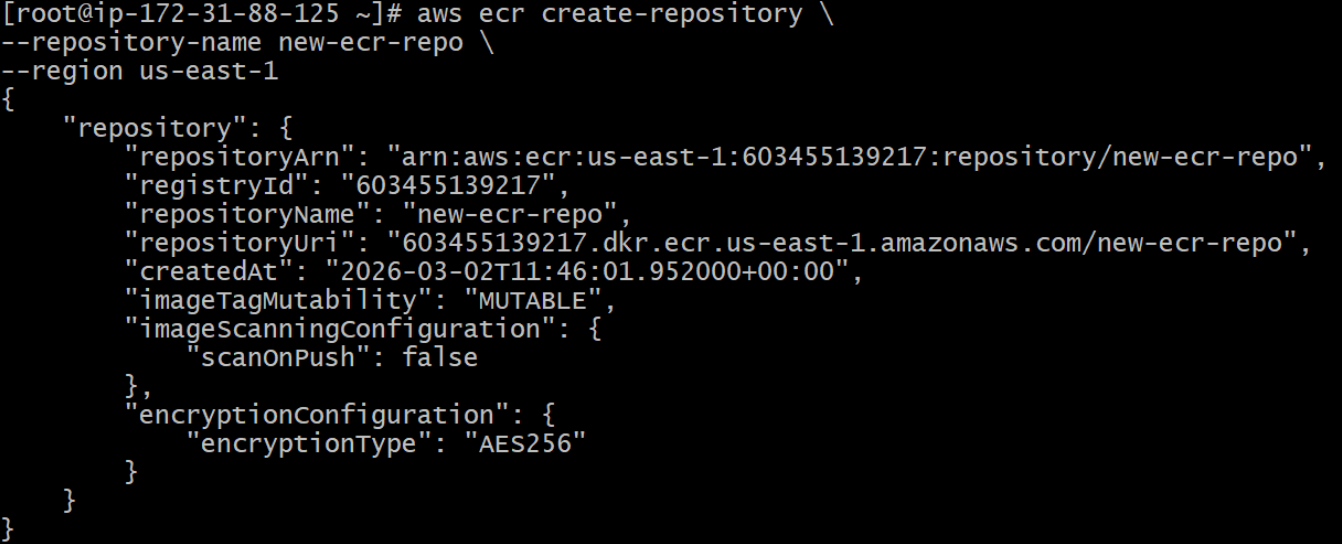 [root@ip-172-31-88-125 ~]# aws ecr create-repository \
--repository-name new-ecr-repo \
--region us-east-1
{
    "repository": {
        "repositoryArn": "arn:aws:ecr:us-east-1:603455139217:repository/new-ecr-repo",
        "registryId": "603455139217",
        "repositoryName": "new-ecr-repo",
        "repositoryUri": "603455139217.dkr.ecr.us-east-1.amazonaws.com/new-ecr-repo",
        "createdAt": "2026-03-02T11:46:01.952000+00:00",
        "imageTagMutability": "MUTABLE",
        "imageScanningConfiguration": {
            "scanOnPush": false
        },
        "encryptionConfiguration": {
            "encryptionType": "AES256"
        }
    }
}